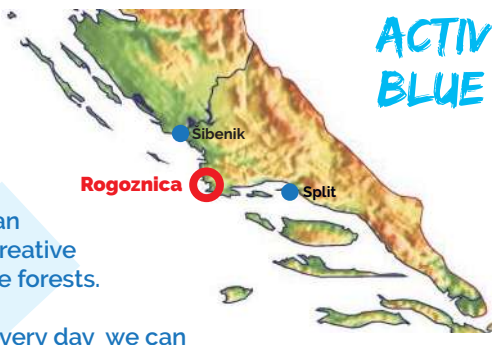 ACTIV
BLUE
Sibenik
Rogoznica
Split
an
reative
e forests.
very day we can